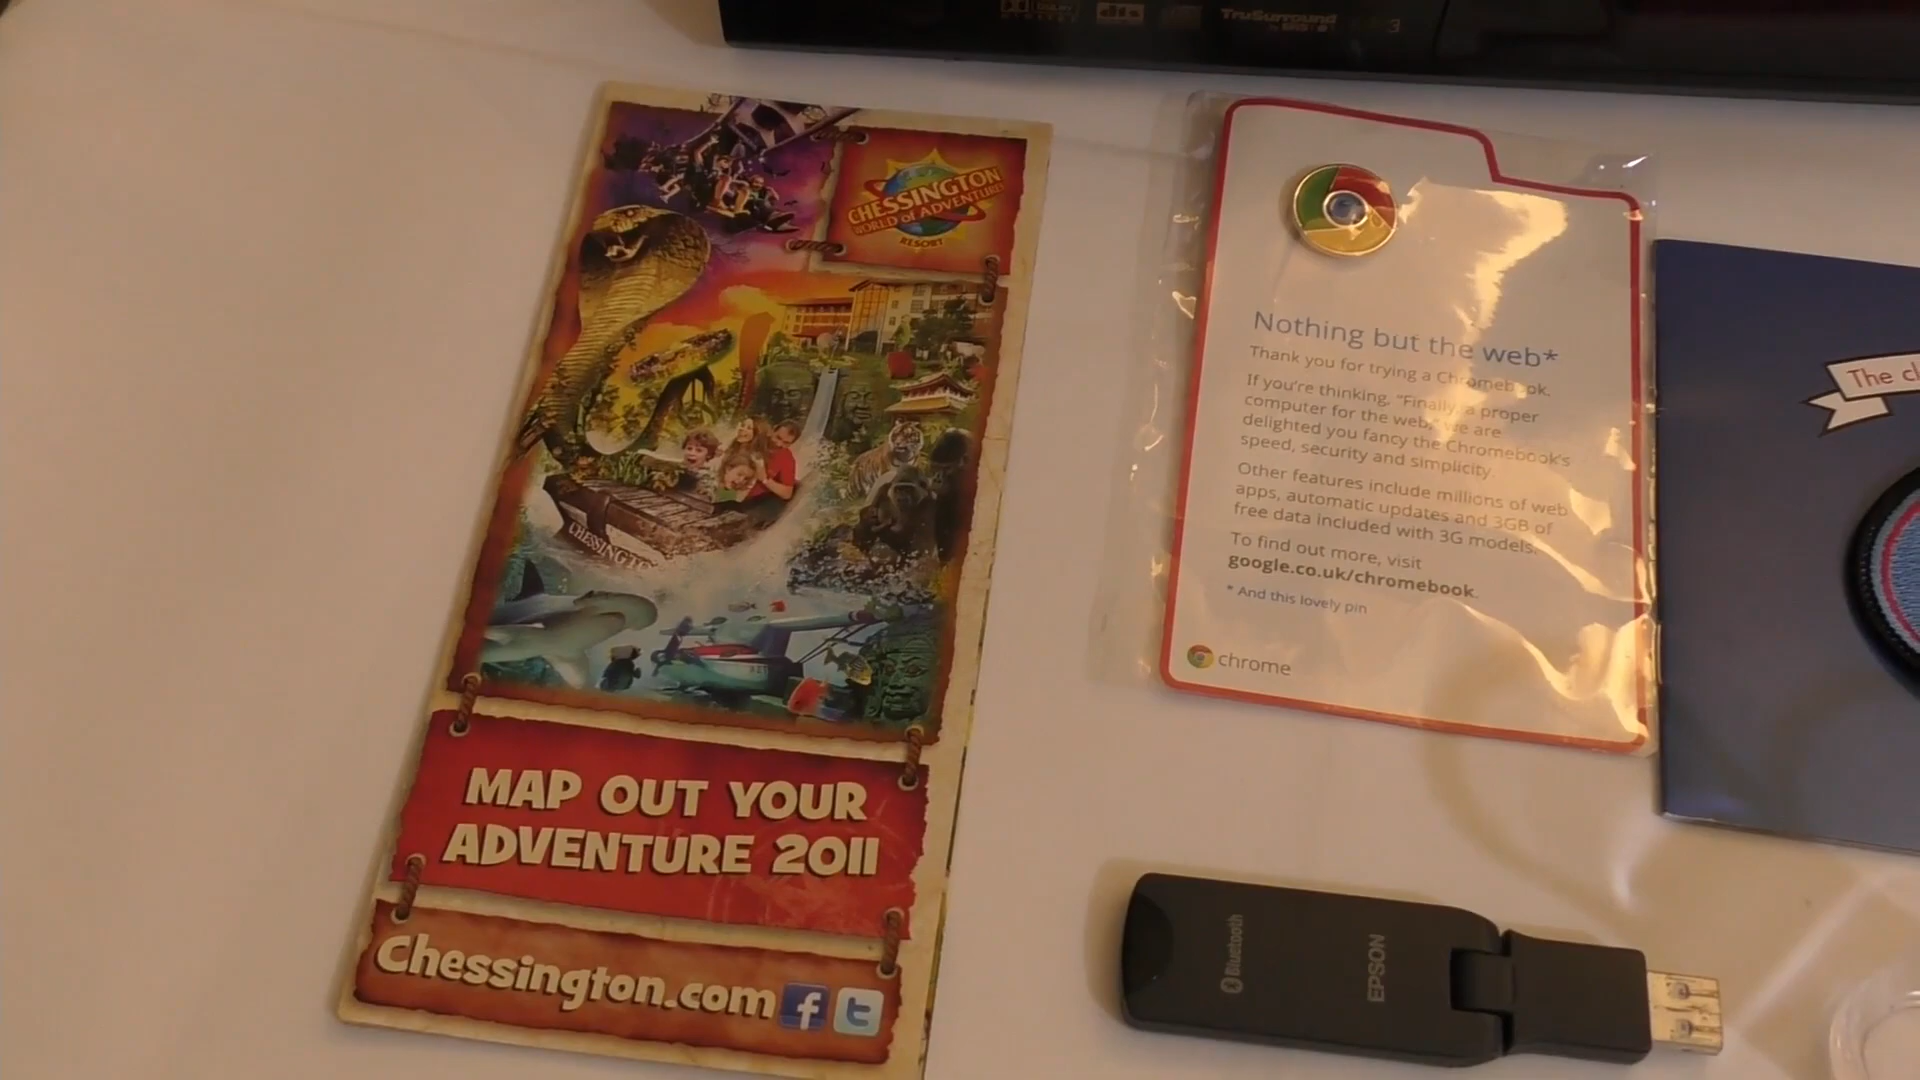 DOLBY
dts
TruSurround
CHESSINGTON
WORLD of ADVENTURES
RESORT
CHESSINGTON
MAP OUT YOUR
ADVENTURE 2011
Chessington.com
Nothing but the web*
Thank you for trying a Chromebook.
If you're thinking, "Finally, a proper
computer for the web," we are
delighted you fancy the Chromebook's
speed, security and simplicity.
Other features include millions of web
apps, automatic updates and 3GB of
free data included with 3G models.
To find out more, visit
google.co.uk/chromebook.
* And this lovely pin
chrome
The cl
Bluetooth
EPSON